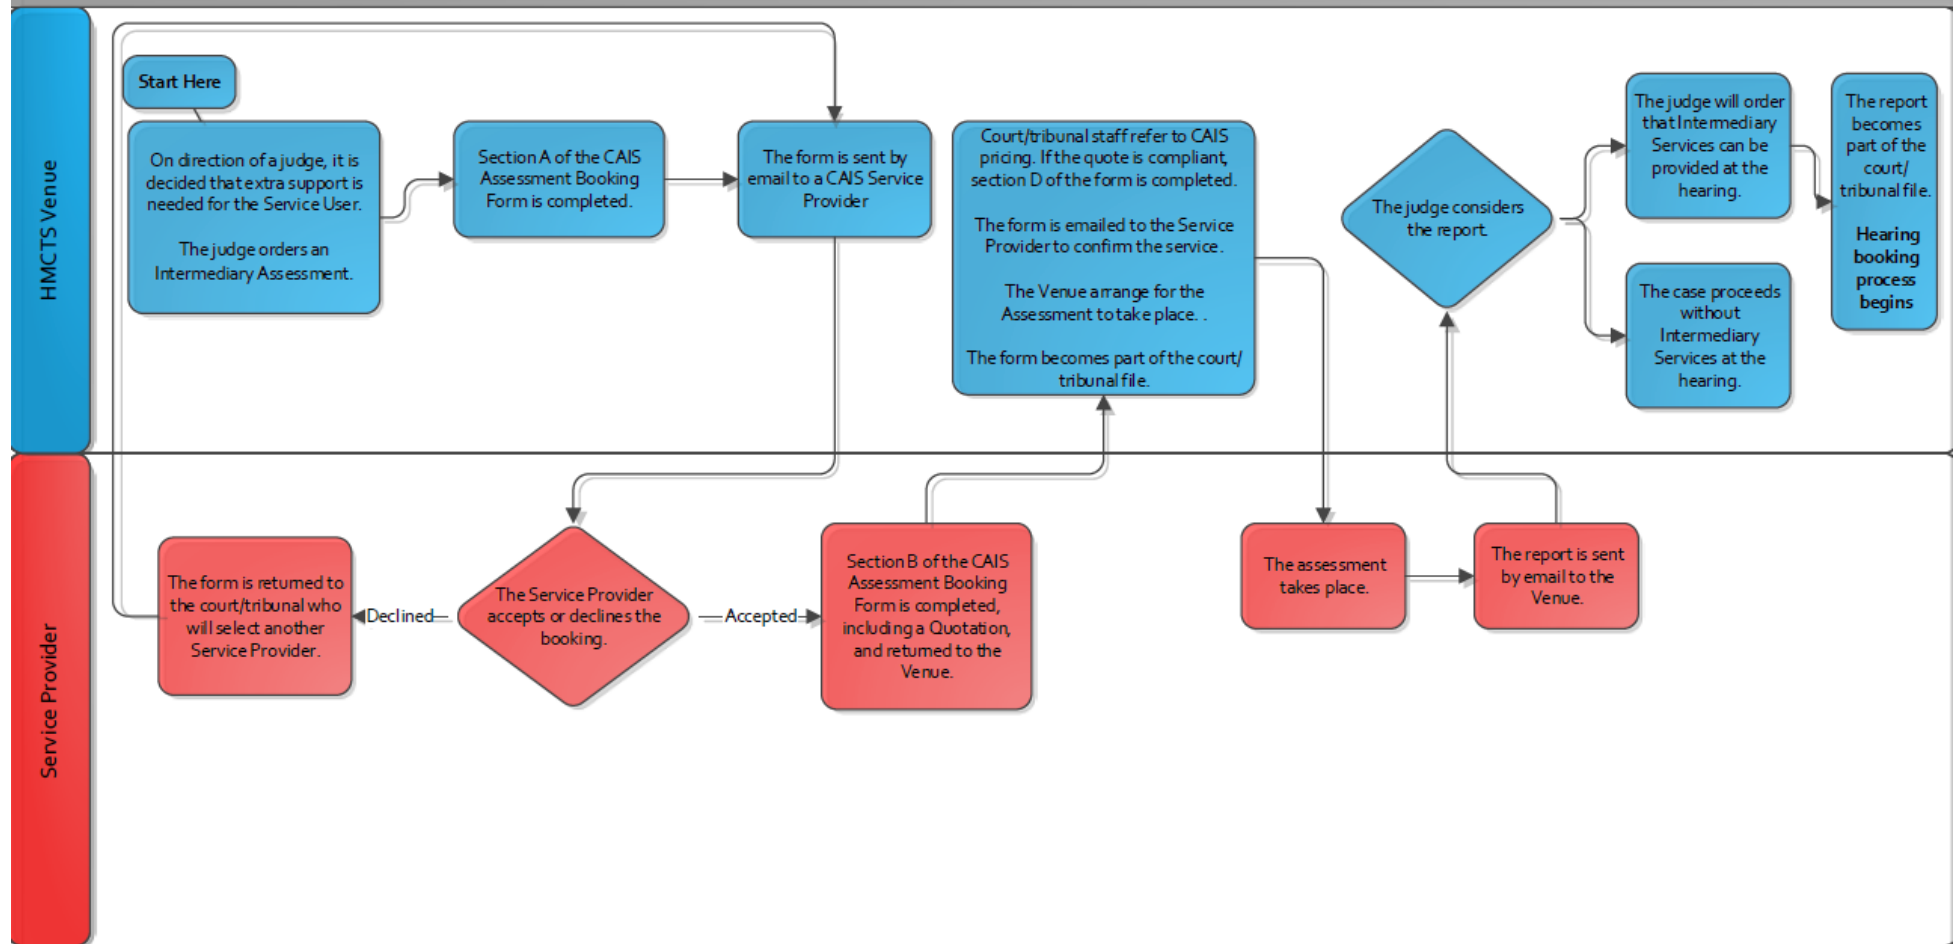 HMCTS Venue
Start Here
On direction of a judge, it is
decided that extra support is
needed for the Service User.
The judge orders an
Intermediary Assessment.
Section A of the CAIS
Assessment Booking
Form is completed.
The form is sent by
email to a CAIS Service
Provider
Court/tribunal staff refer to CAIS
pricing. If the quote is compliant,
section D of the form is completed.
The form is emailed to the Service
Provider to confirm the service.
The Venue arrange for the
Assessment to take place. .
The form becomes part of the court/
tribunal file.
The judge considers
the report.
The judge will order
that Intermediary
Services can be
provided at the
hearing.
The case proceeds
without
Intermediary
Services at the
hearing.
The report
becomes
part of the
court/
tribunal file.
Hearing
booking
process
begins
Service Provider
The form is returned to
the court/tribunal who
will select another
Service Provider.
Declined
The Service Provider
accepts or declines the
booking.
Accepted
Section B of the CAIS
Assessment Booking
Form is completed,
including a Quotation,
and returned to the
Venue.
The assessment
takes place.
The report is sent
by email to the
Venue.